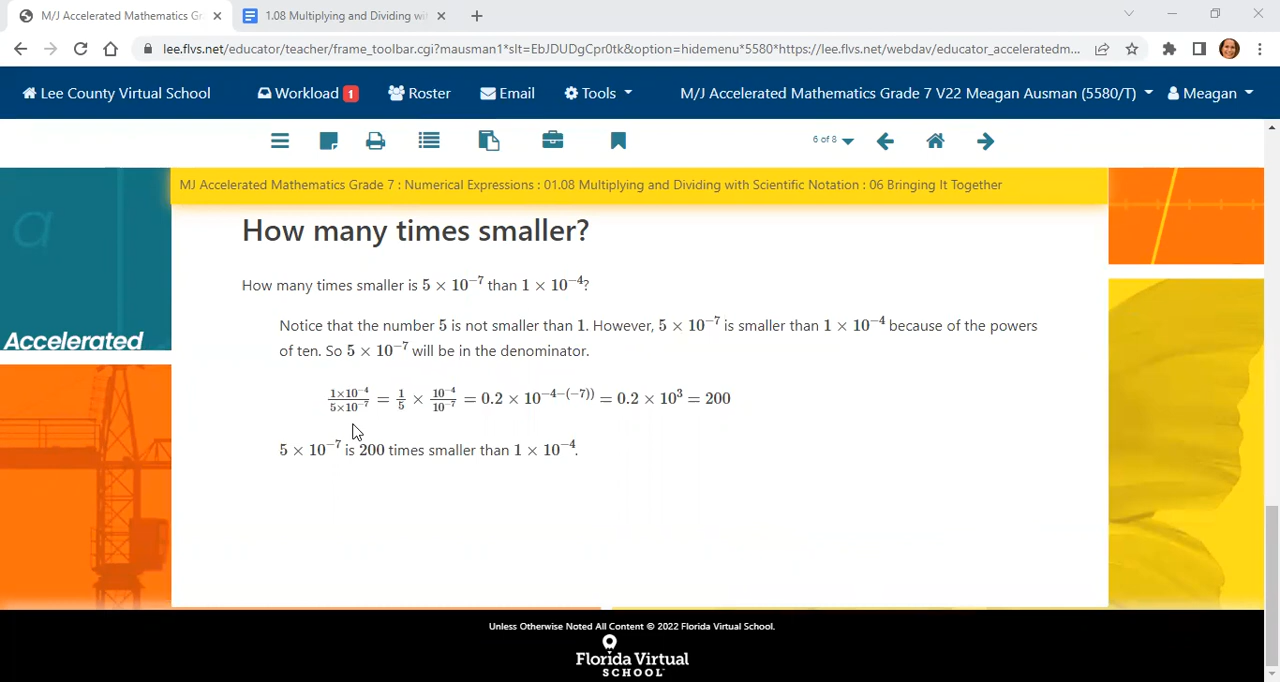 M/J Accelerated Mathematics Gr
1.08 Multiplying and Dividing wit
lee.flvs.net/educator/teacher/frame_toolbar.cgi?mausman1*slt=EbJDUDgCpr0tk&option=hidemenu*5580*https://lee.flvs.net/webdav/educator_acceleratedm...
Lee County Virtual School Workload 1 Roster Email Tools M/J Accelerated Mathematics Grade 7 V22 Meagan Ausman (5580/T) Meagan
6 of 8
MJ Accelerated Mathematics Grade 7 : Numerical Expressions : 01.08 Multiplying and Dividing with Scientific Notation : 06 Bringing It Together
a
Accelerated
How many times smaller?
How many times smaller is 5 × 10⁻⁷ than 1 × 10⁻⁴?
Notice that the number 5 is not smaller than 1. However, 5 × 10⁻⁷ is smaller than 1 × 10⁻⁴ because of the powers
of ten. So 5 × 10⁻⁷ will be in the denominator.
1×10⁻⁴/5×10⁻⁷ = 1/5 × 10⁻⁴/10⁻⁷ = 0.2 × 10⁻⁴⁻⁽⁻⁷⁾⁾ = 0.2 × 10³ = 200
5 × 10⁻⁷ is 200 times smaller than 1 × 10⁻⁴.
Unless Otherwise Noted All Content © 2022 Florida Virtual School.
Florida Virtual
SCHOOL